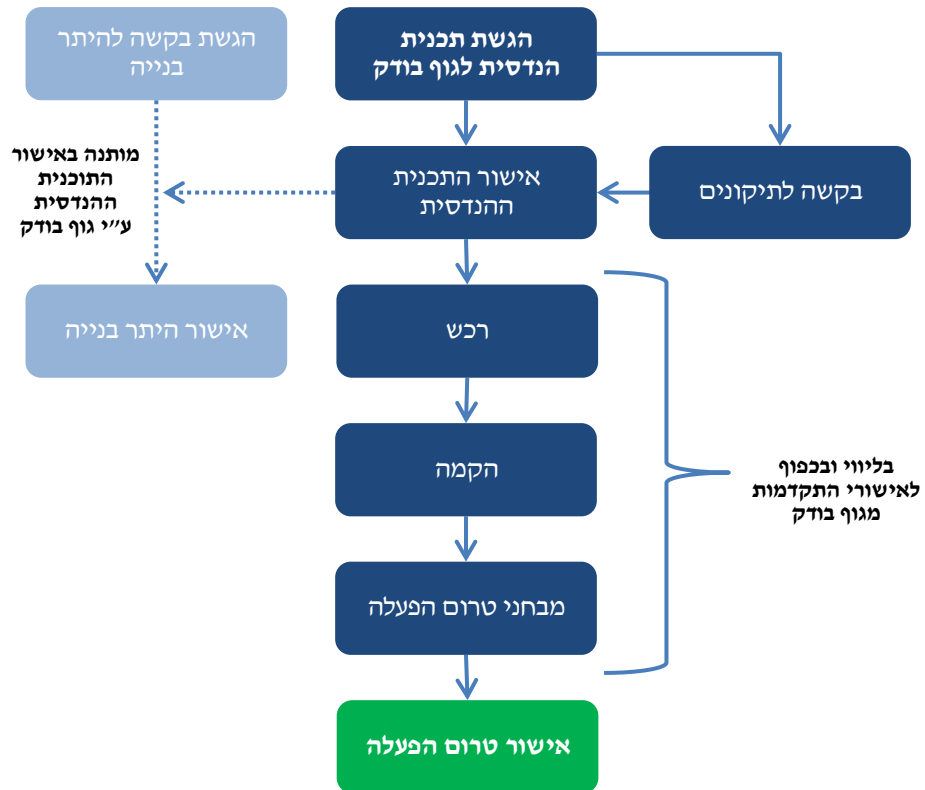 הגשת תכנית
הנדסית לגוף בודק
הגשת בקשה להיתר
בנייה
בקשה לתיקונים
אישור התכנית
ההנדסית
מותנה באישור
התוכנית
ההנדסית
ע״י גוף בודק
רכש
אישור היתר בנייה
הקמה
בליווי ובכפוף
לאישורי התקדמות
מגוף בודק
מבחני טרום הפעלה
אישור טרום הפעלה